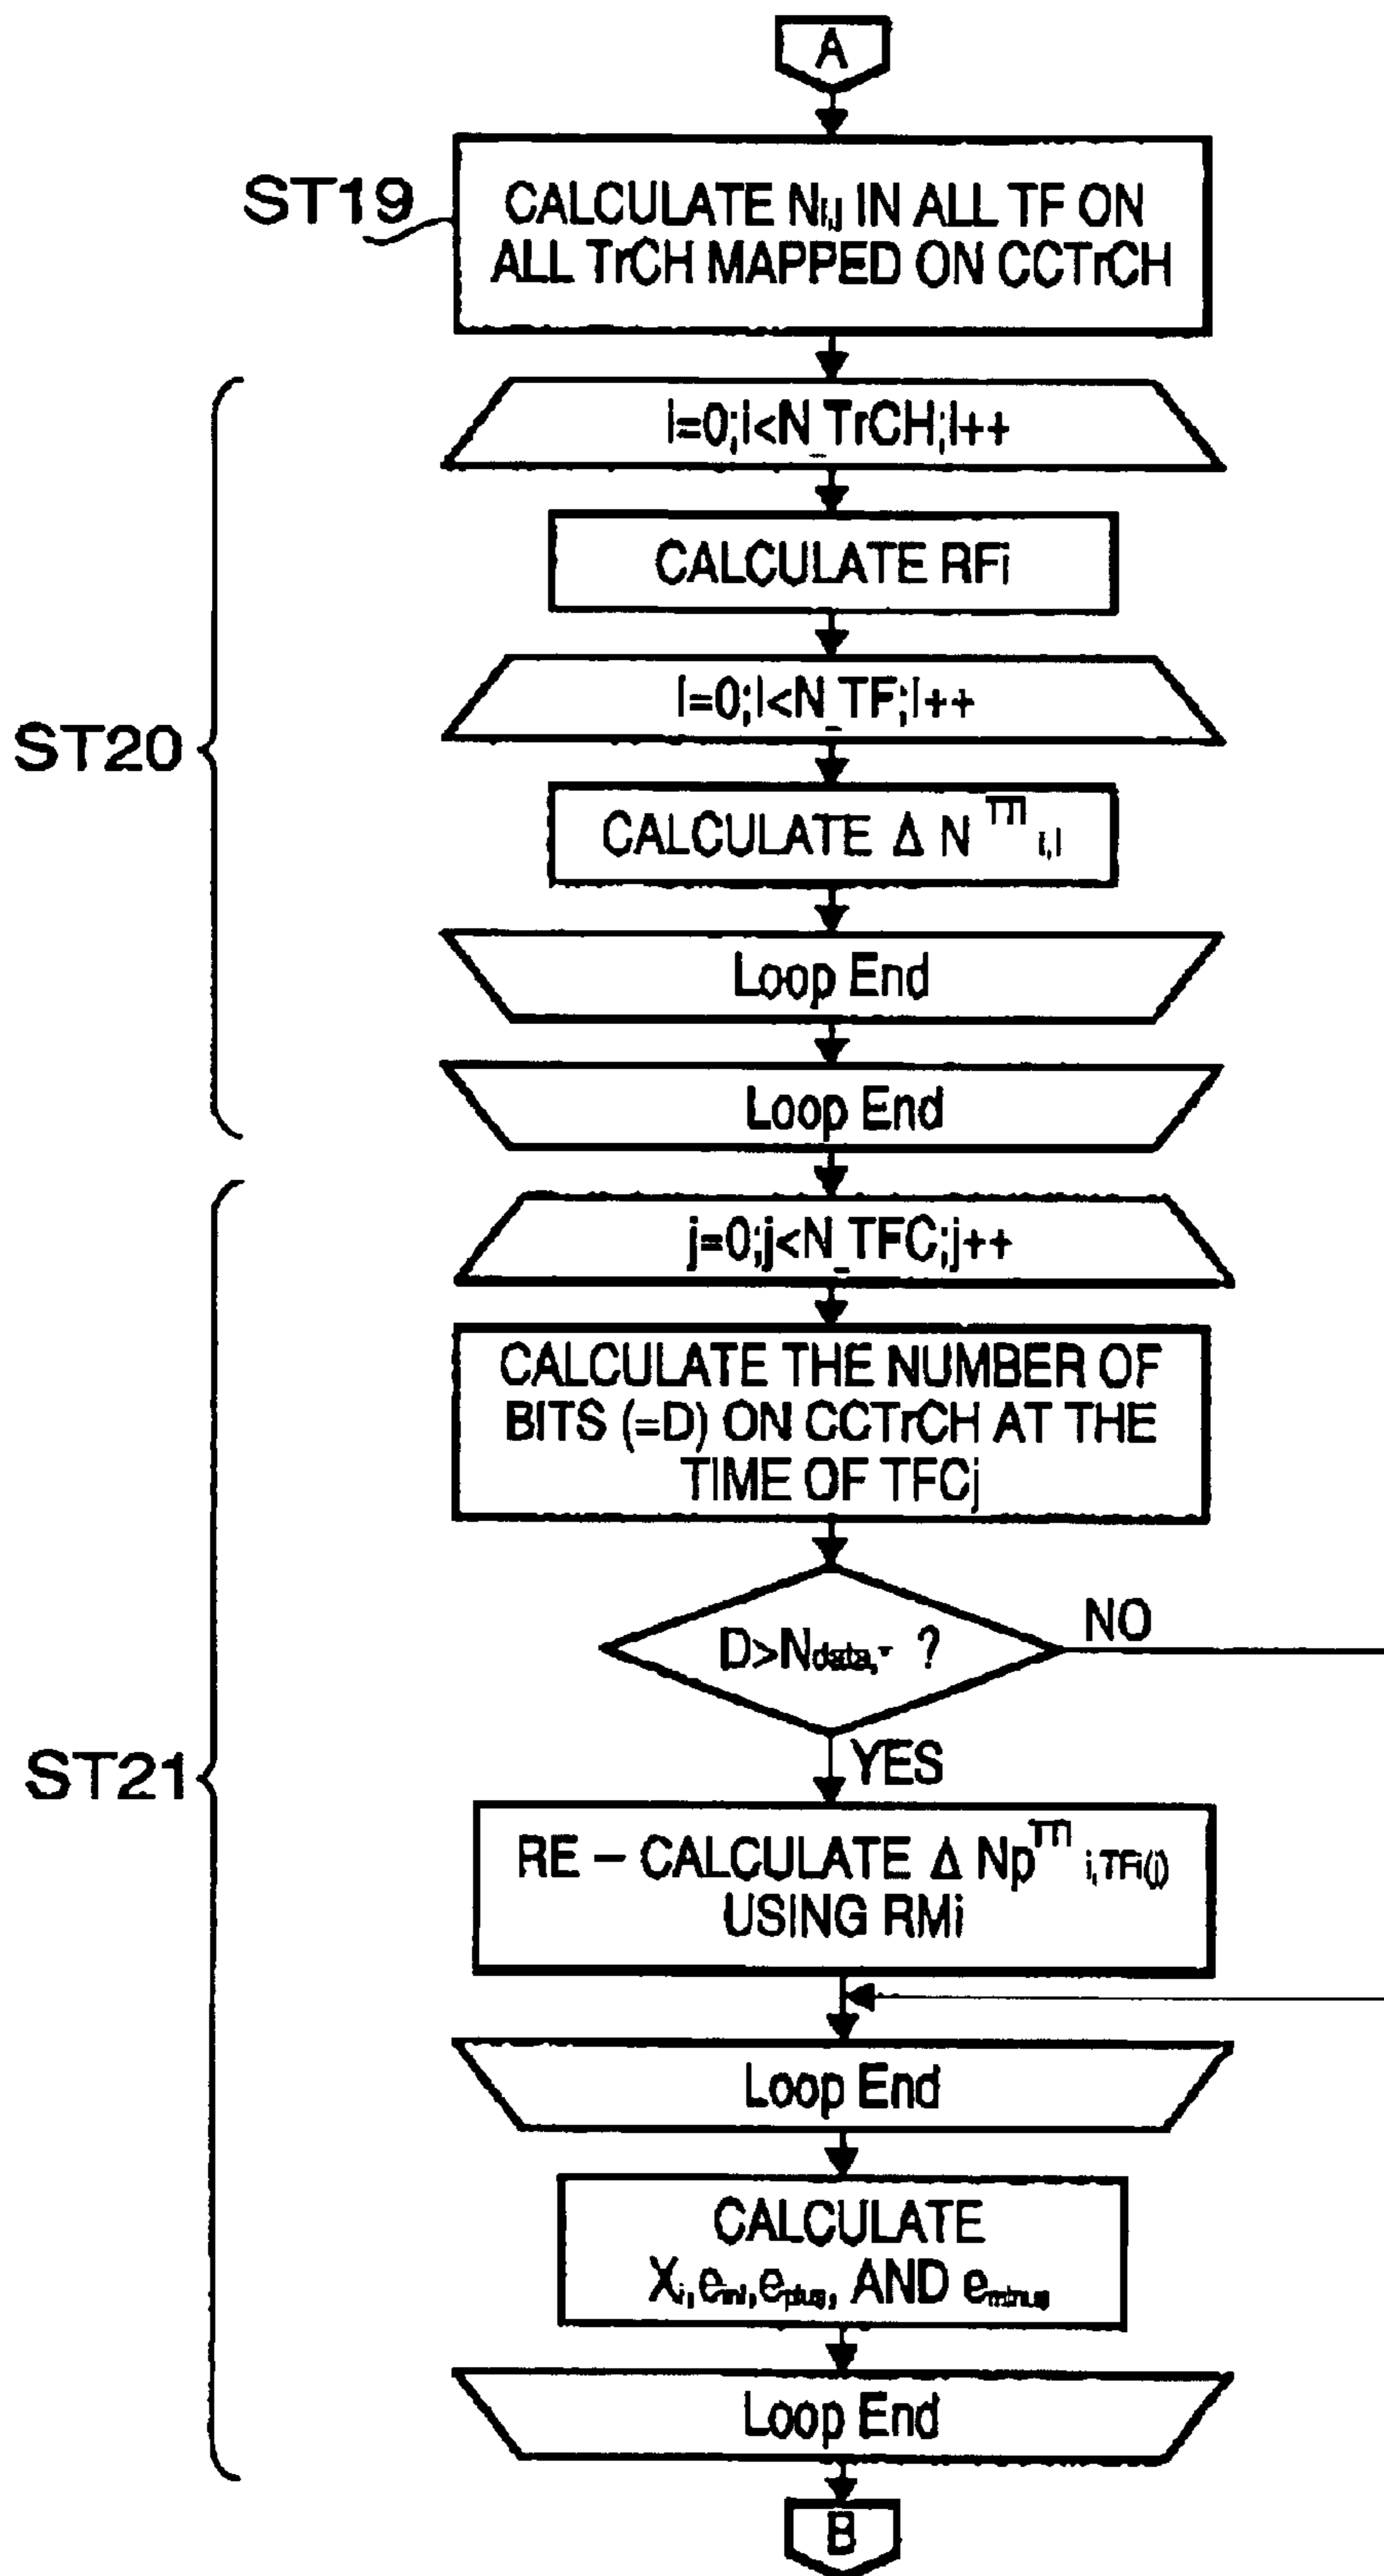 A
ST19
CALCULATE Ni,j IN ALL TF ON
ALL TrCH MAPPED ON CCTrCH
i=0;i<N_TrCH;i++
CALCULATE RFi
l=0;l<N_TF;l++
ST20
CALCULATE Δ N TTI i,l
Loop End
Loop End
j=0;j<N_TFC;j++
CALCULATE THE NUMBER OF
BITS (=D) ON CCTrCH AT THE
TIME OF TFCj
D>Ndata,* ?
NO
YES
ST21
RE – CALCULATE Δ Np TTI i,TFi(j)
USING RMi
Loop End
CALCULATE
Xi,eini,eplus, AND eminus
Loop End
B